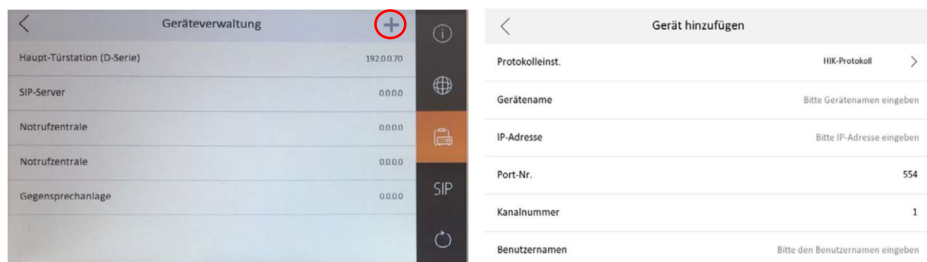 Geräteverwaltung
Haupt-Türstation (D-Serie) 192.0.0.70
SIP-Server 0.0.0.0
Notrufzentrale 0.0.0.0
Notrufzentrale 0.0.0.0
Gegensprechanlage 0.0.0.0
SIP
Gerät hinzufügen
Protokolleinst. HIK-Protokoll
Gerätename Bitte Gerätenamen eingeben
IP-Adresse Bitte IP-Adresse eingeben
Port-Nr. 554
Kanalnummer 1
Benutzernamen Bitte den Benutzernamen eingeben